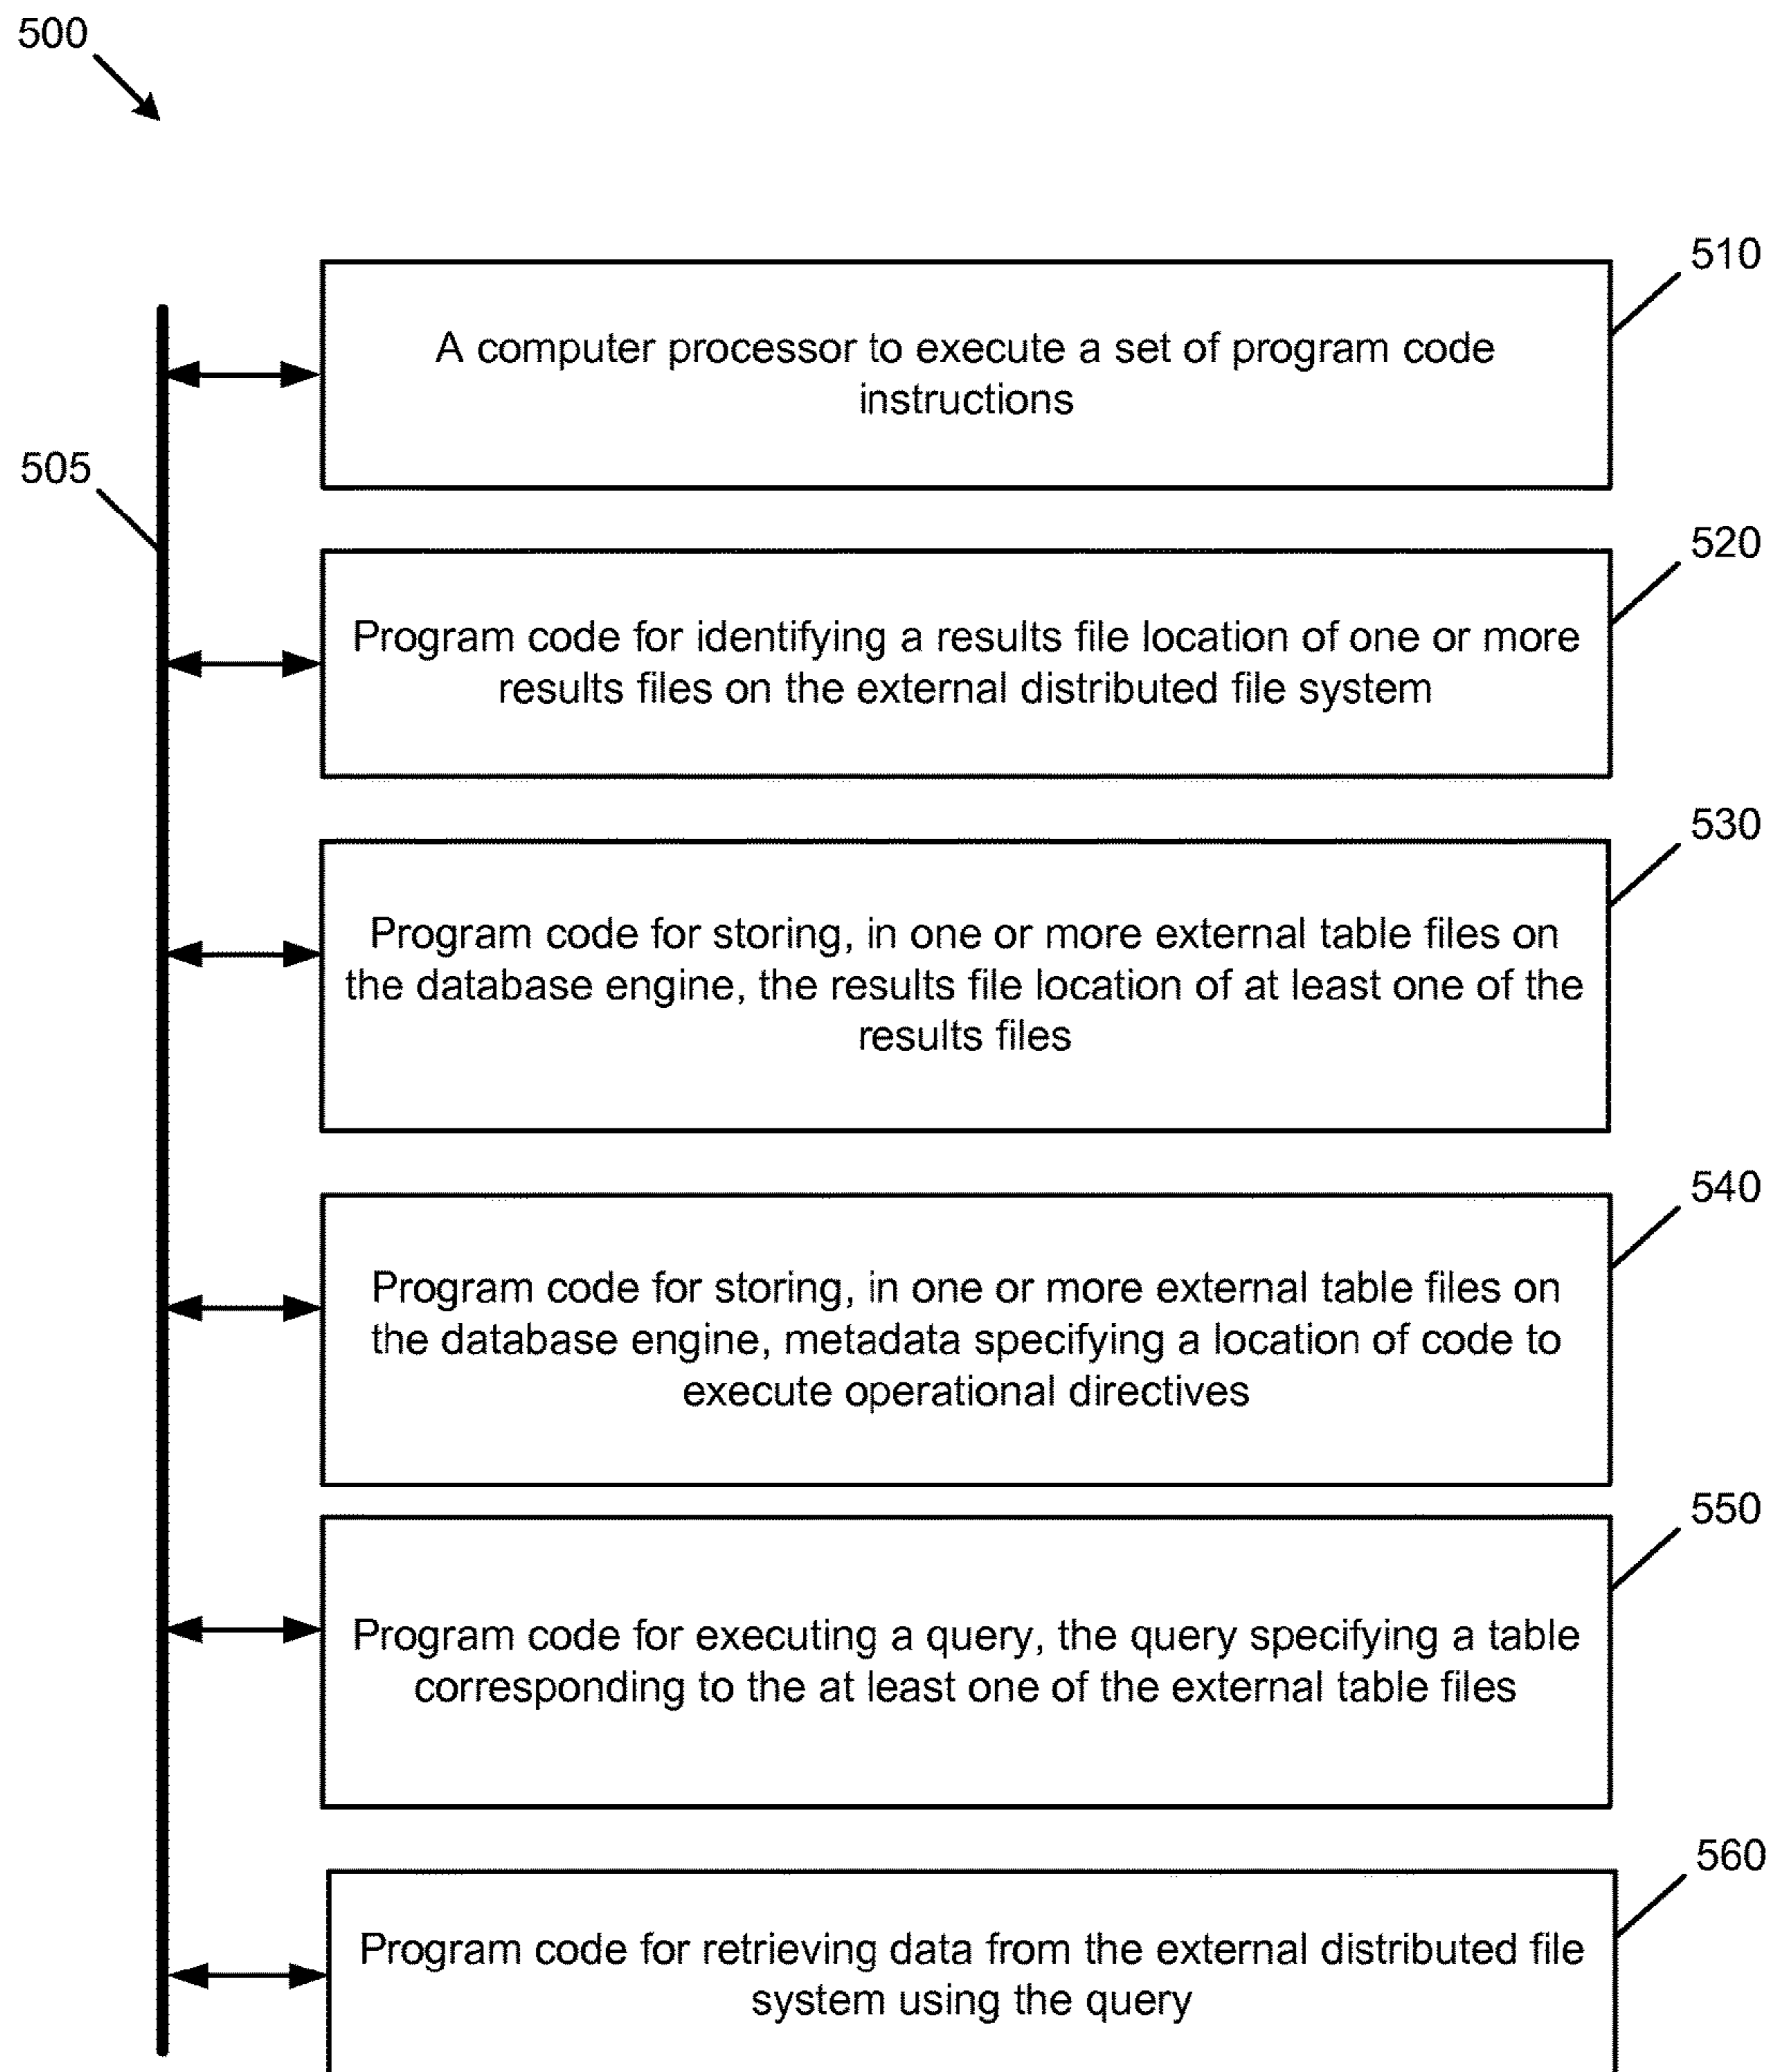 500
510
A computer processor to execute a set of program code
instructions
505
520
Program code for identifying a results file location of one or more
results files on the external distributed file system
530
Program code for storing, in one or more external table files on
the database engine, the results file location of at least one of the
results files
540
Program code for storing, in one or more external table files on
the database engine, metadata specifying a location of code to
execute operational directives
550
Program code for executing a query, the query specifying a table
corresponding to the at least one of the external table files
560
Program code for retrieving data from the external distributed file
system using the query